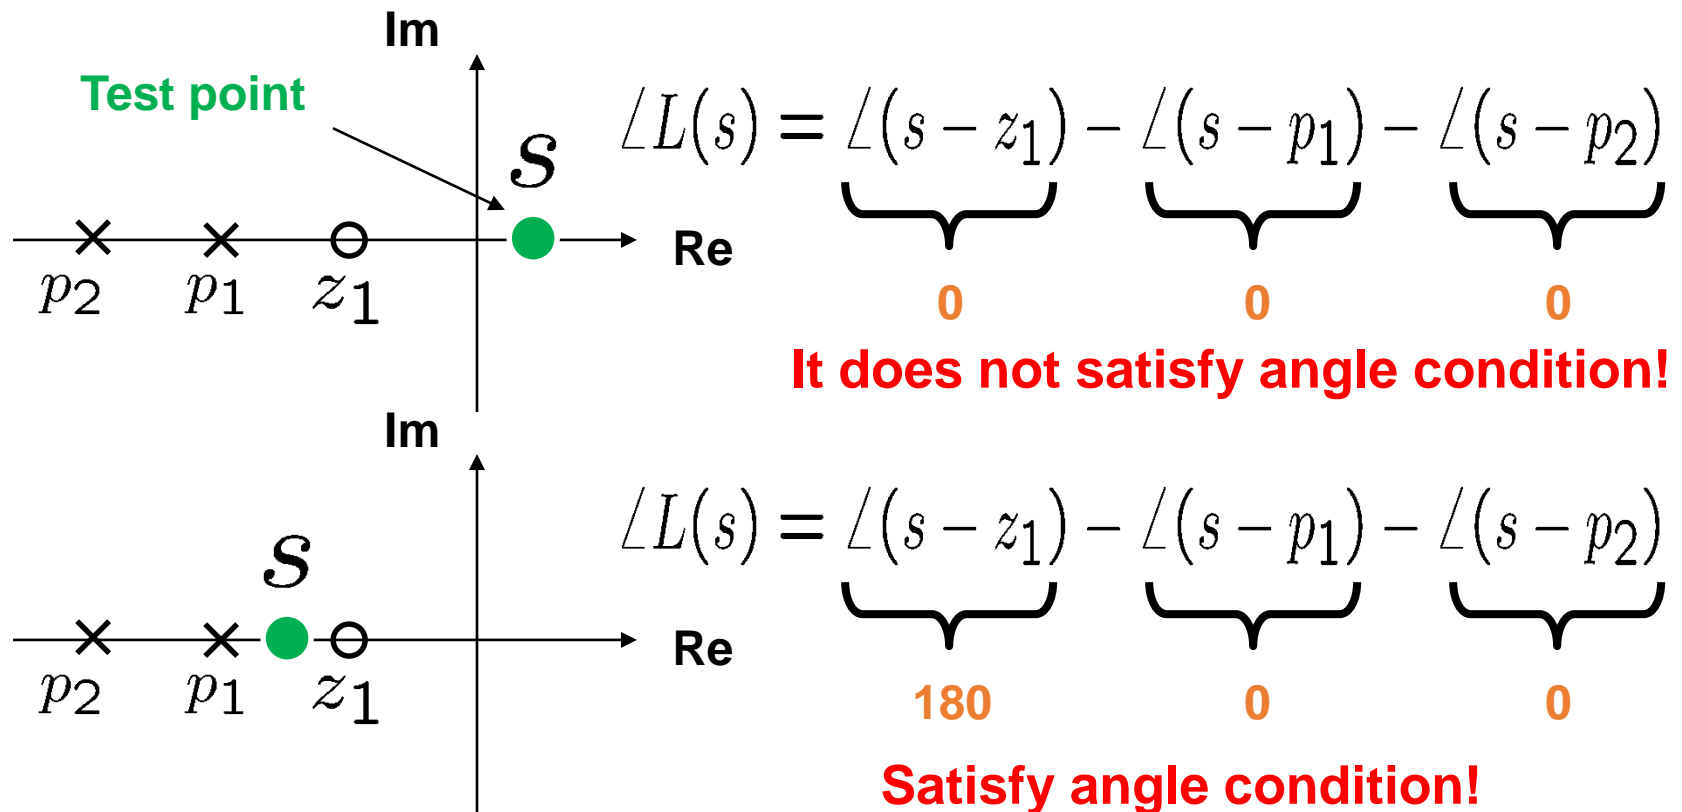 Im
Test point
s
∠L(s) = ∠(s − z₁) − ∠(s − p₁) − ∠(s − p₂)
Re
p₂ p₁ z₁
0 0 0
It does not satisfy angle condition!
Im
∠L(s) = ∠(s − z₁) − ∠(s − p₁) − ∠(s − p₂)
s
Re
p₂ p₁ z₁
180 0 0
Satisfy angle condition!